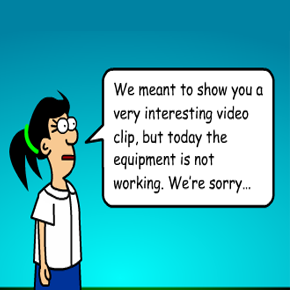 We meant to show you a
very interesting video
clip, but today the
equipment is not
working. We're sorry...